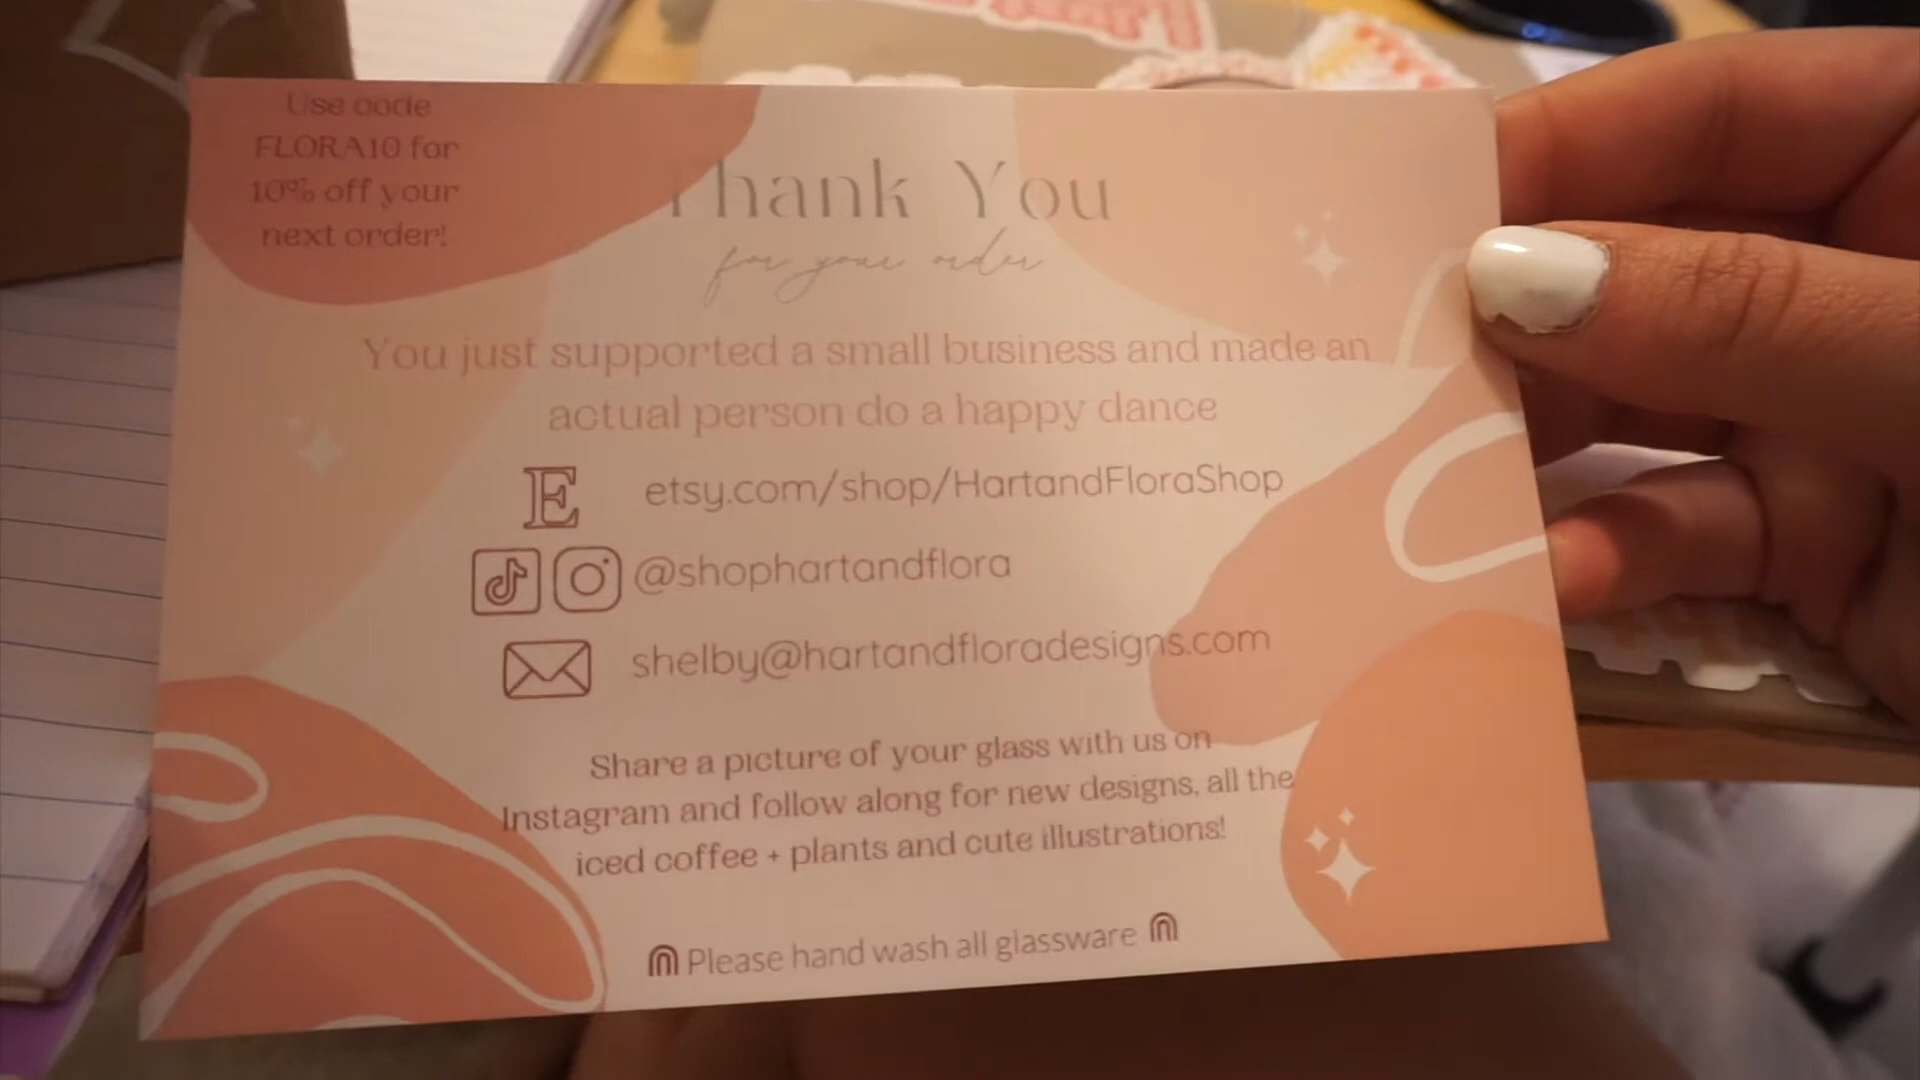 Use code
FLORA10 for
10% off your
next order!
Thank You
for your order
You just supported a small business and made an
actual person do a happy dance
E etsy.com/shop/HartandFloraShop
@shophartandflora
shelby@hartandfloradesigns.com
Share a picture of your glass with us on
Instagram and follow along for new designs, all the
iced coffee + plants and cute illustrations!
Please hand wash all glassware